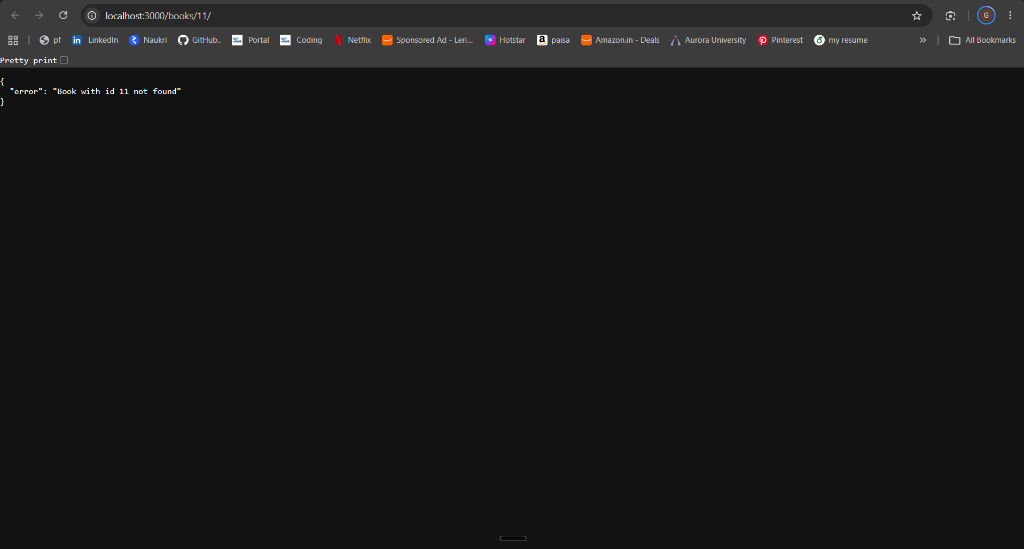 localhost:3000/books/11/
G
pf LinkedIn Naukri GitHub.. Portal Coding Netflix Sponsored Ad - Leri... Hotstar paisa Amazon.in - Deals Aurora University Pinterest my resume » All Bookmarks
Pretty print
{
"error": "Book with id 11 not found"
}